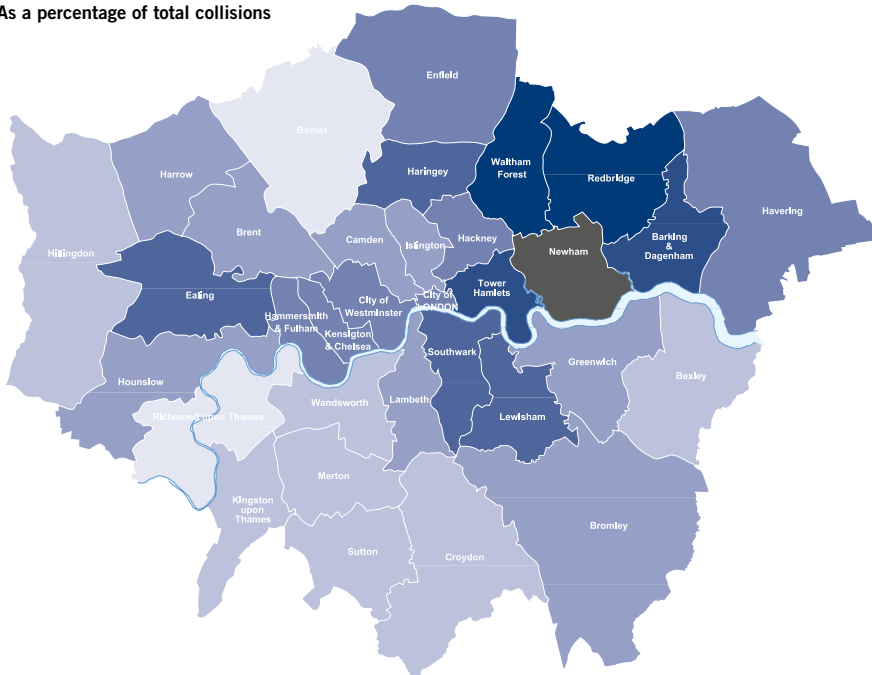 As a percentage of total collisions
Enfield
Barnet
Waltham
Forest
Haringey
Harrow
Redbridge
Havering
Brent
Camden
Islington
Hackney
Barking
&
Dagenham
Newham
Hillingdon
Ealing
Tower
Hamlets
City of
LONDON
City of
Westminster
Hammersmith
& Fulham
Kensigton
& Chelsea
Southwark
Greenwich
Bexley
Hounslow
Lambeth
Wandsworth
Richmond upon Thames
Lewisham
Merton
Kingston
upon
Thames
Bromley
Sutton
Croydon